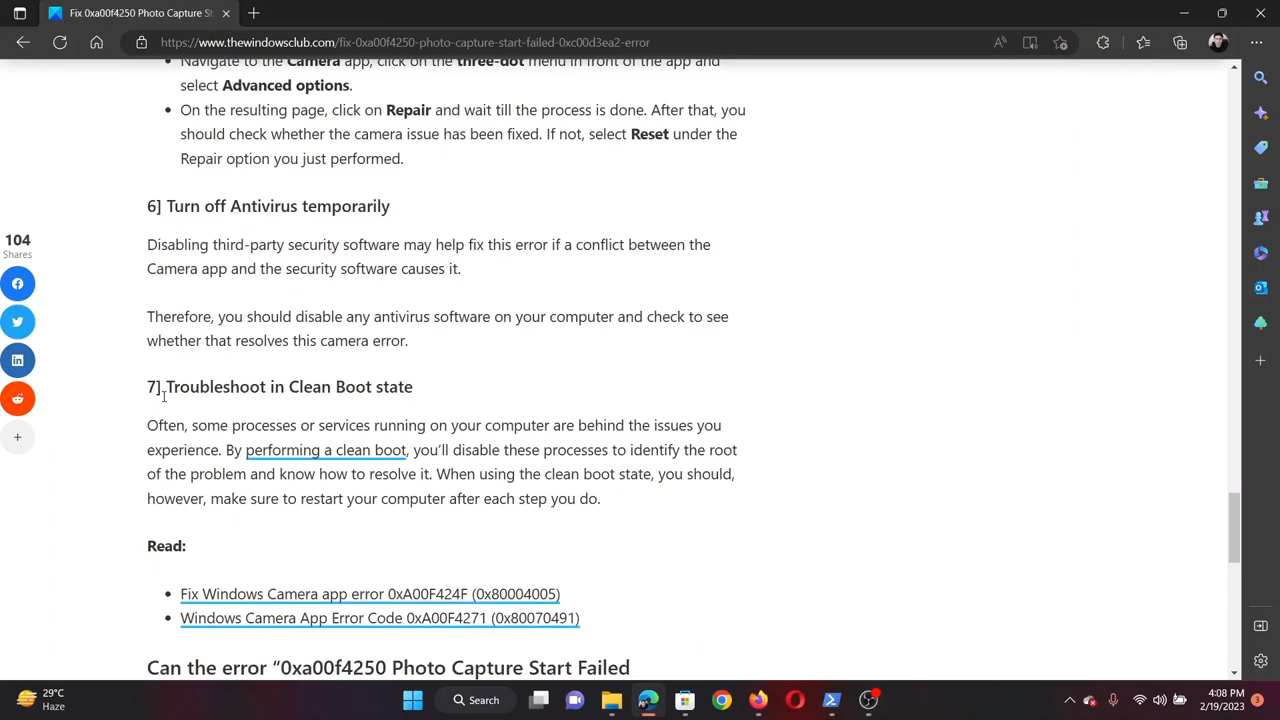 Fix 0xa00f4250 Photo Capture St
https://www.thewindowsclub.com/fix-0xa00f4250-photo-capture-start-failed-0xc00d3ea2-error
Navigate to the Camera app, click on the three-dot menu in front of the app and
select Advanced options.
On the resulting page, click on Repair and wait till the process is done. After that, you
should check whether the camera issue has been fixed. If not, select Reset under the
Repair option you just performed.
6] Turn off Antivirus temporarily
Disabling third-party security software may help fix this error if a conflict between the
Camera app and the security software causes it.
Therefore, you should disable any antivirus software on your computer and check to see
whether that resolves this camera error.
7] Troubleshoot in Clean Boot state
Often, some processes or services running on your computer are behind the issues you
experience. By performing a clean boot, you'll disable these processes to identify the root
of the problem and know how to resolve it. When using the clean boot state, you should,
however, make sure to restart your computer after each step you do.
Read:
Fix Windows Camera app error 0xA00F424F (0x80004005)
Windows Camera App Error Code 0xA00F4271 (0x80070491)
Can the error “0xa00f4250 Photo Capture Start Failed
104
Shares
29°C
Haze
Search
4:08 PM
2/19/2023
3